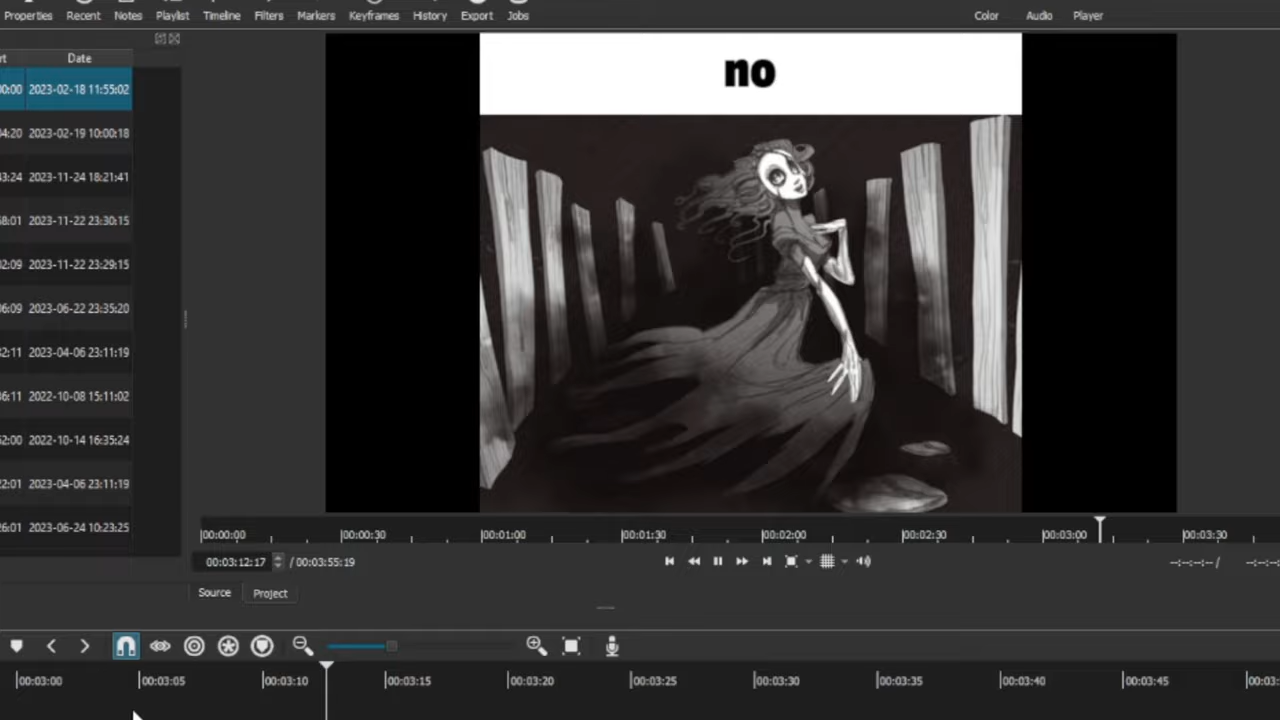 Properties Recent Notes Playlist Timeline Filters Markers Keyframes History Export Jobs Color Audio Player
Date
00:00 2023-02-18 11:55:02
04:20 2023-02-19 10:00:18
2023-11-24 18:21:41
2023-11-22 23:30:15
2023-11-22 23:29:15
2023-06-22 23:35:20
2023-04-06 23:11:19
2022-10-08 15:11:02
2022-10-14 16:35:24
2023-04-06 23:11:19
2023-06-24 10:23:25
no
00:00:00 00:00:30 00:01:00 00:01:30 00:02:00 00:02:30 00:03:00 00:03:30
00:03:12:17 / 00:03:55:19 --:--:--:-- /
Source Project
00:03:00 00:03:05 00:03:10 00:03:15 00:03:20 00:03:25 00:03:30 00:03:35 00:03:40 00:03:45